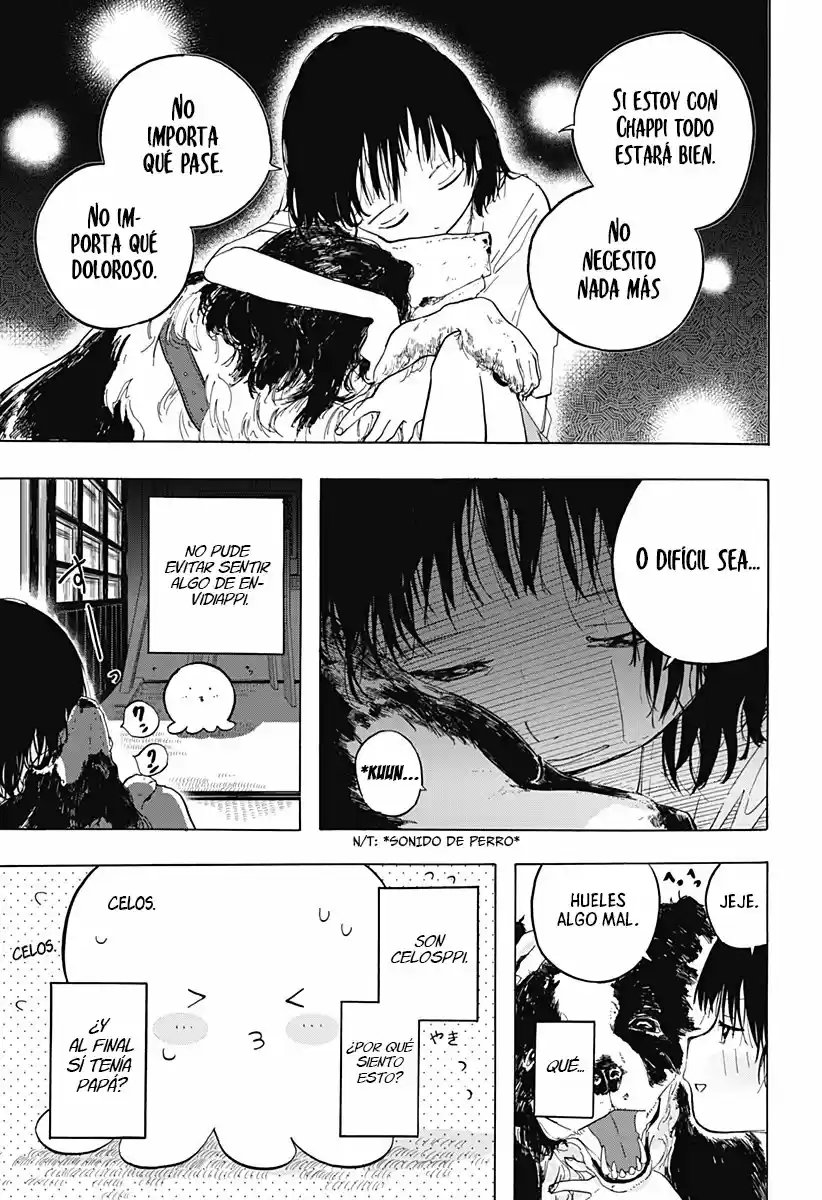 SI ESTOY CON
CHAPPI TODO
ESTARÁ BIEN.
NO
NECESITO
NADA MÁS
NO
IMPORTA
QUÉ PASE.
NO IM-
PORTA QUÉ
DOLOROSO.
O DIFÍCIL SEA...
*KUUN...
N/T: *SONIDO DE PERRO*
NO PUDE
EVITAR SENTIR
ALGO DE EN-
VIDIAPPI.
JEJE.
HUELES
ALGO MAL.
QUÉ...
SON
CELOSPPI.
¿POR QUÉ
SIENTO
ESTO?
やき
CELOS.
CELOS.
¿Y
AL FINAL
SÍ TENÍA
PAPÁ?